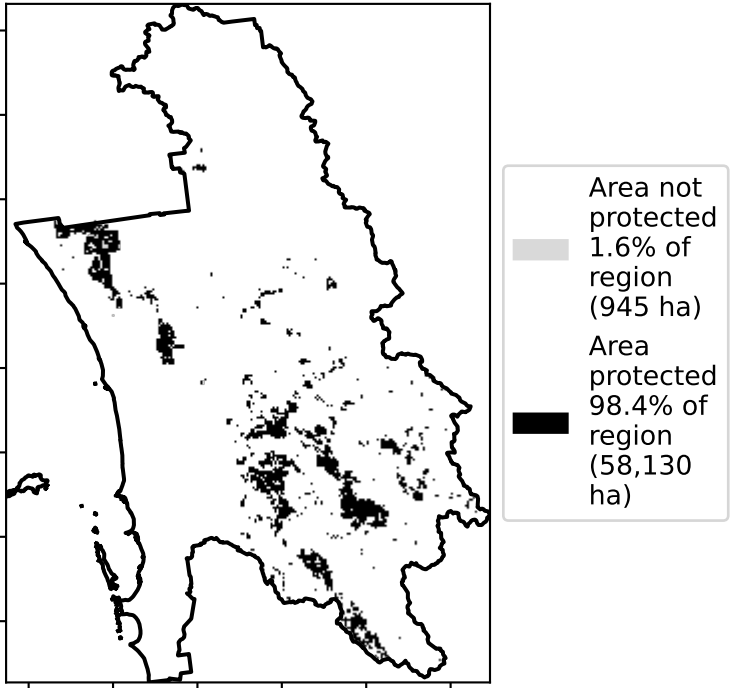 Area not
protected
1.6% of
region
(945 ha)
Area
protected
98.4% of
region
(58,130
ha)